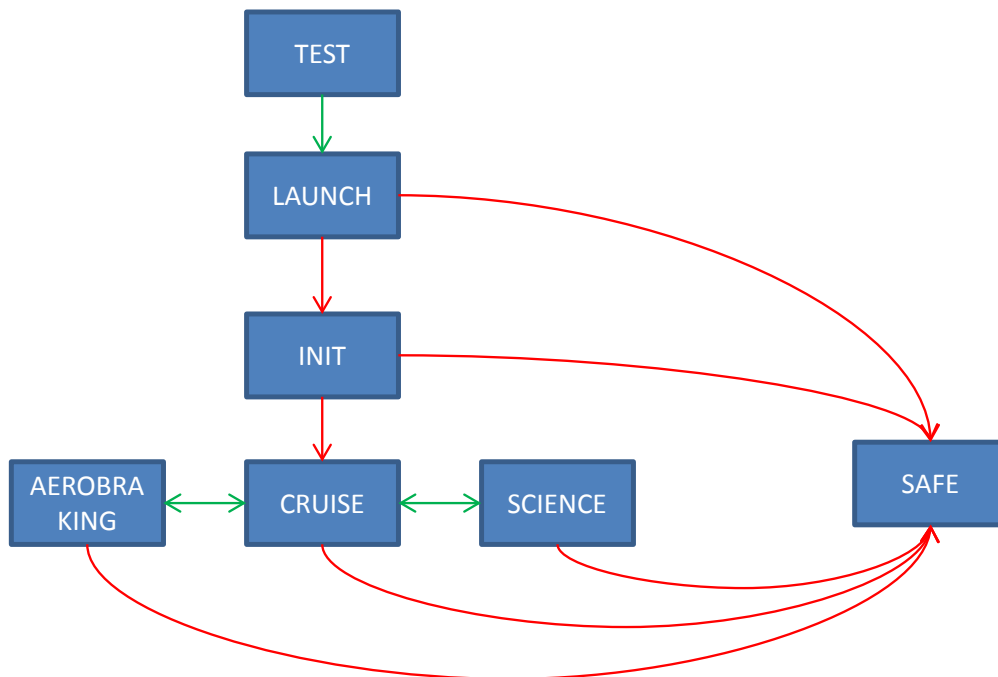 TEST
LAUNCH
INIT
AEROBRA
KING
CRUISE
SCIENCE
SAFE